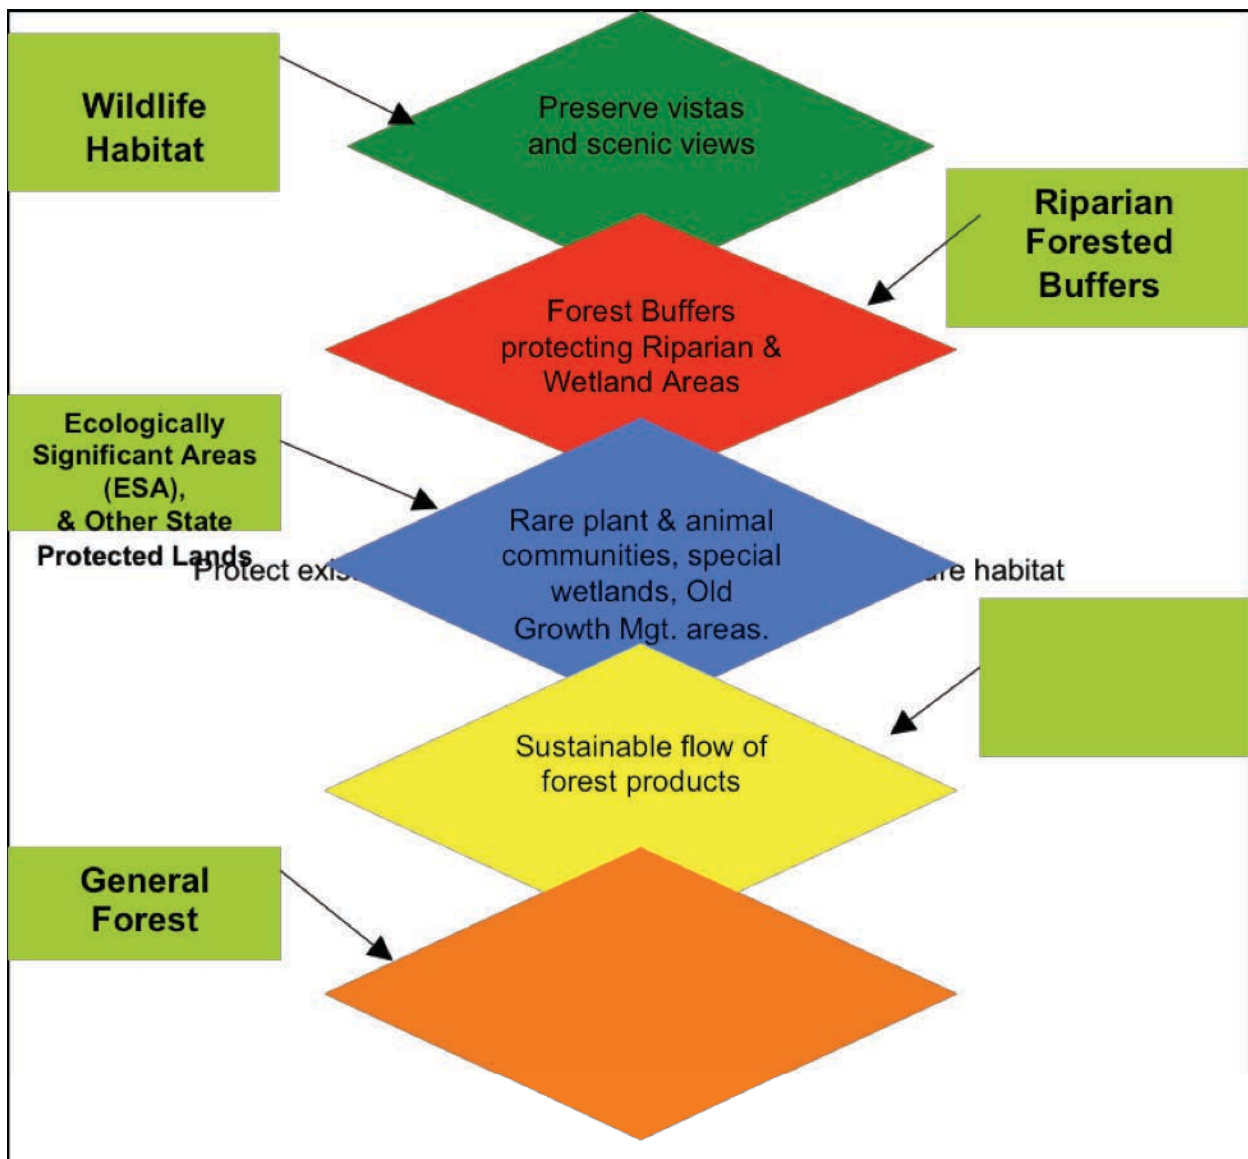 Wildlife
Habitat
Preserve vistas
and scenic views
Riparian
Forested
Buffers
Forest Buffers
protecting Riparian &
Wetland Areas
Ecologically
Significant Areas
(ESA),
& Other State
Protected Lands
Rare plant & animal
communities, special
wetlands, Old
Growth Mgt. areas.
Protect habitat
Sustainable flow of
forest products
General
Forest